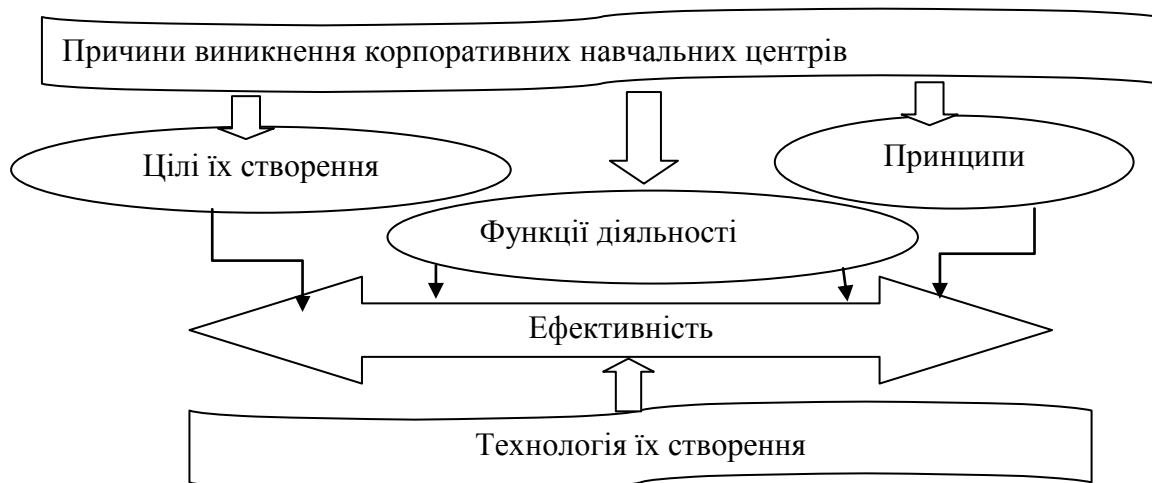 Причини виникнення корпоративних навчальних центрів
Цілі їх створення
Принципи
Функції діяльності
Ефективність
Технологія їх створення